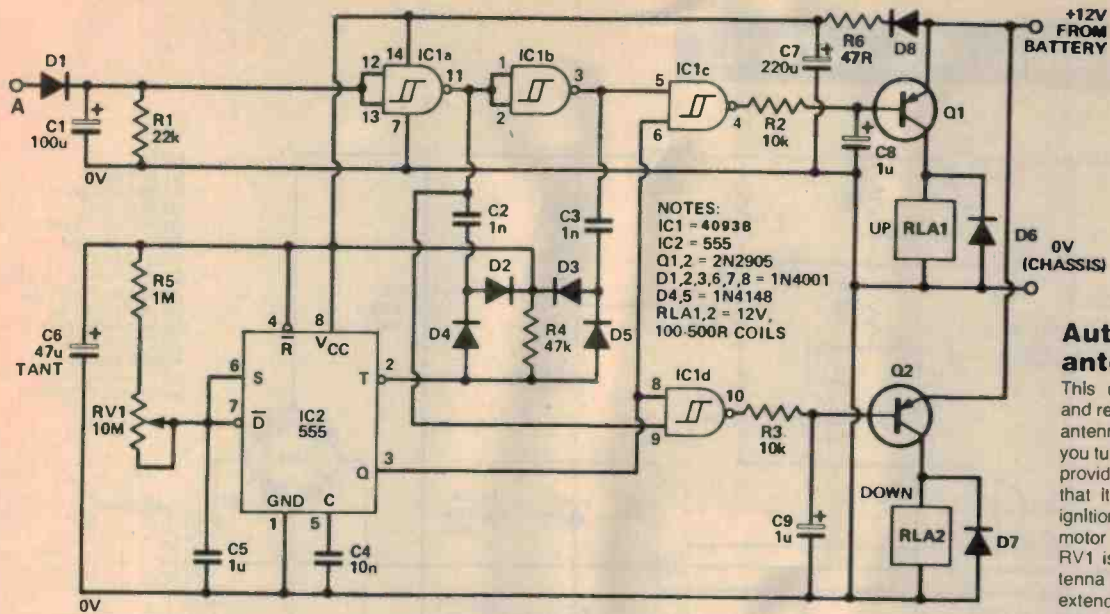 +12V
FROM
BATTERY
D1
A
C1
100u
R1
22k
0V
14
12
13
7
IC1a
11
1
2
IC1b
3
5
6
IC1c
4
R2
10k
C7
220u
R6
47R
D8
Q1
C8
1u
UP
RLA1
D6
0V
(CHASSIS)
C2
1n
C3
1n
D2
D3
D4
D5
R4
47k
NOTES:
IC1 = 4093B
IC2 = 555
Q1,2 = 2N2905
D1,2,3,6,7,8 = 1N4001
D4,5 = 1N4148
RLA1,2 = 12V,
100-500R COILS
R5
1M
C6
47u
TANT
RV1
10M
4
R
8
VCC
6
S
7
D
IC2
555
T
2
Q
3
GND
1
C
5
C5
1u
C4
10n
0V
8
9
IC1d
10
R3
10k
C9
1u
Q2
DOWN
RLA2
D7
Aut
ant
This
and re
antenn
you tu
provid
that it
ignition
motor
RV1 is
tenna
extend